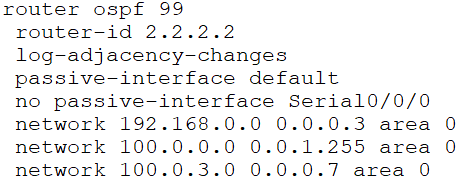 router ospf 99
router-id 2.2.2.2
log-adjacency-changes
passive-interface default
no passive-interface Serial0/0/0
network 192.168.0.0 0.0.0.3 area 0
network 100.0.0.0 0.0.1.255 area 0
network 100.0.3.0 0.0.0.7 area 0